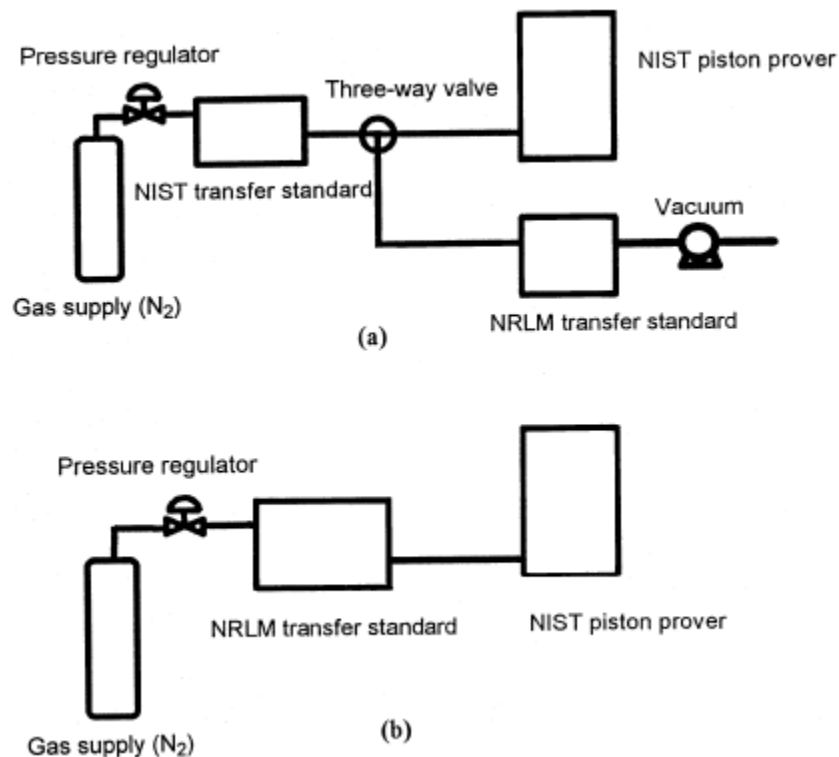 Pressure regulator
NIST piston prover
Three-way valve
NIST transfer standard
Vacuum
Gas supply (N₂)
NRLM transfer standard
(a)
Pressure regulator
NRLM transfer standard
NIST piston prover
Gas supply (N₂)
(b)